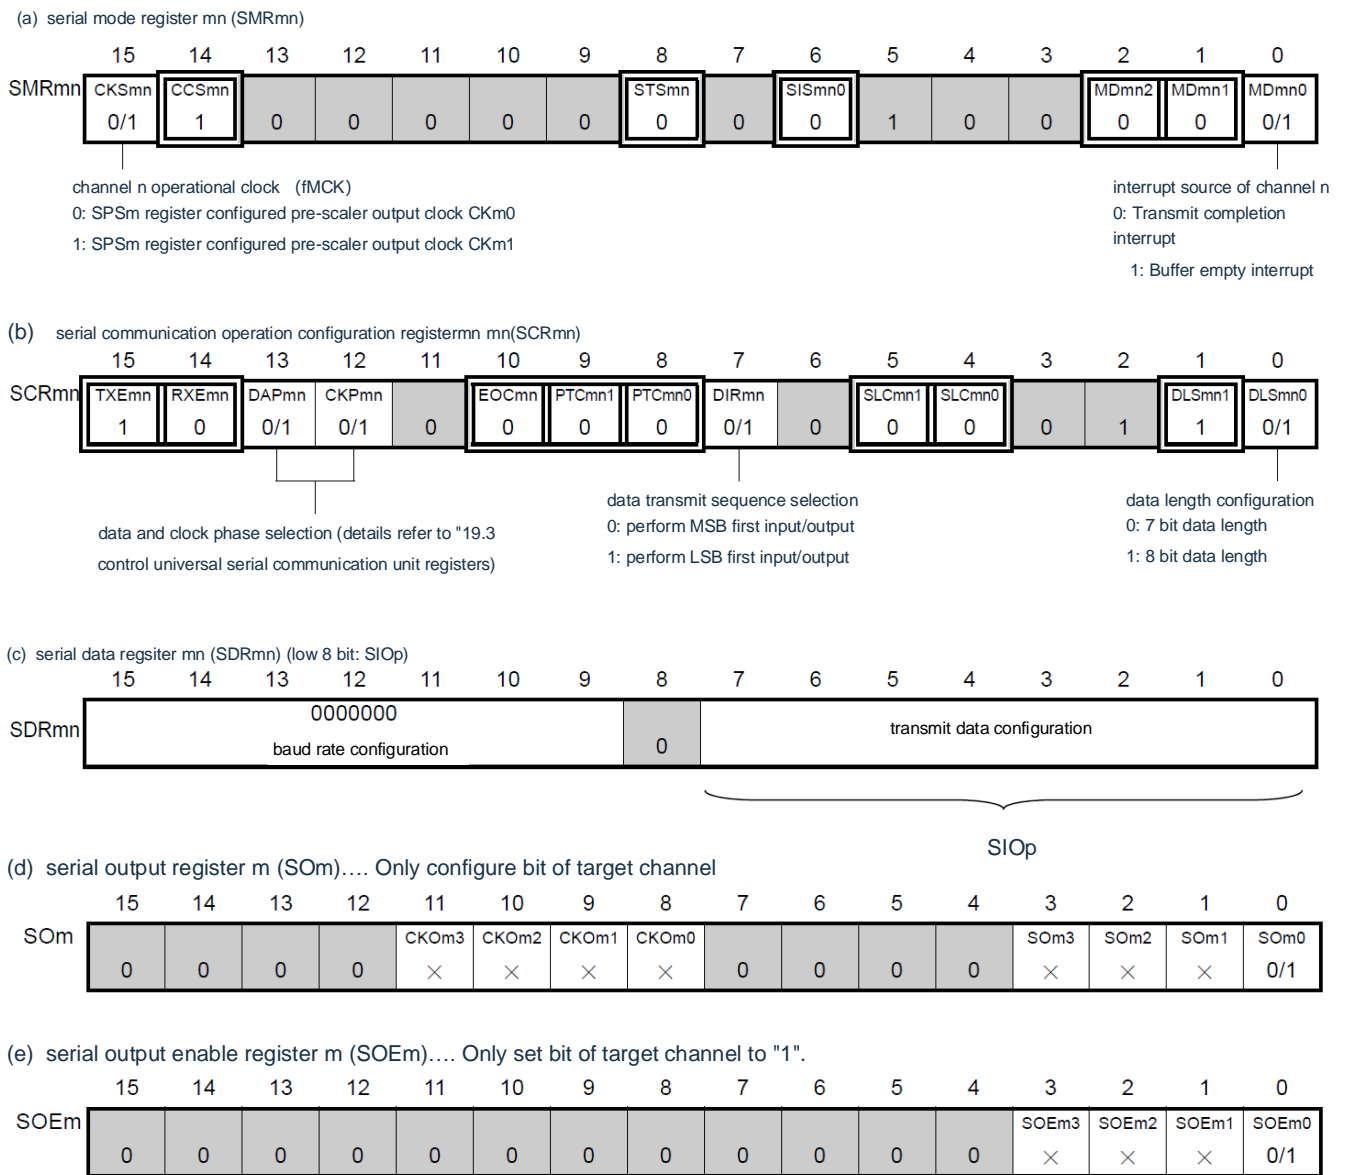 (a) serial mode register mn (SMRmn)
15 14 13 12 11 10 9 8 7 6 5 4 3 2 1 0
SMRmn CKSmn CCSmn STSmn SISmn0 MDmn2 MDmn1 MDmn0
0/1 1 0 0 0 0 0 0 0 0 1 0 0 0 0 0/1
channel n operational clock (fMCK)
0: SPSm register configured pre-scaler output clock CKm0
1: SPSm register configured pre-scaler output clock CKm1
interrupt source of channel n
0: Transmit completion
interrupt
1: Buffer empty interrupt
(b) serial communication operation configuration registermn mn(SCRmn)
15 14 13 12 11 10 9 8 7 6 5 4 3 2 1 0
SCRmn TXEmn RXEmn DAPmn CKPmn EOCmn PTCmn1 PTCmn0 DIRmn SLCmn1 SLCmn0 DLSmn1 DLSmn0
1 0 0/1 0/1 0 0 0 0 0/1 0 0 0 0 1 1 0/1
data and clock phase selection (details refer to "19.3
control universal serial communication unit registers)
data transmit sequence selection
0: perform MSB first input/output
1: perform LSB first input/output
data length configuration
0: 7 bit data length
1: 8 bit data length
(c) serial data regsiter mn (SDRmn) (low 8 bit: SIOp)
15 14 13 12 11 10 9 8 7 6 5 4 3 2 1 0
SDRmn
0000000
baud rate configuration
0
transmit data configuration
SIOp
(d) serial output register m (SOm)…. Only configure bit of target channel
15 14 13 12 11 10 9 8 7 6 5 4 3 2 1 0
SOm CKOm3 CKOm2 CKOm1 CKOm0 SOm3 SOm2 SOm1 SOm0
0 0 0 0 × × × × 0 0 0 0 × × × 0/1
(e) serial output enable register m (SOEm)…. Only set bit of target channel to "1".
15 14 13 12 11 10 9 8 7 6 5 4 3 2 1 0
SOEm SOEm3 SOEm2 SOEm1 SOEm0
0 0 0 0 0 0 0 0 0 0 0 0 × × × 0/1